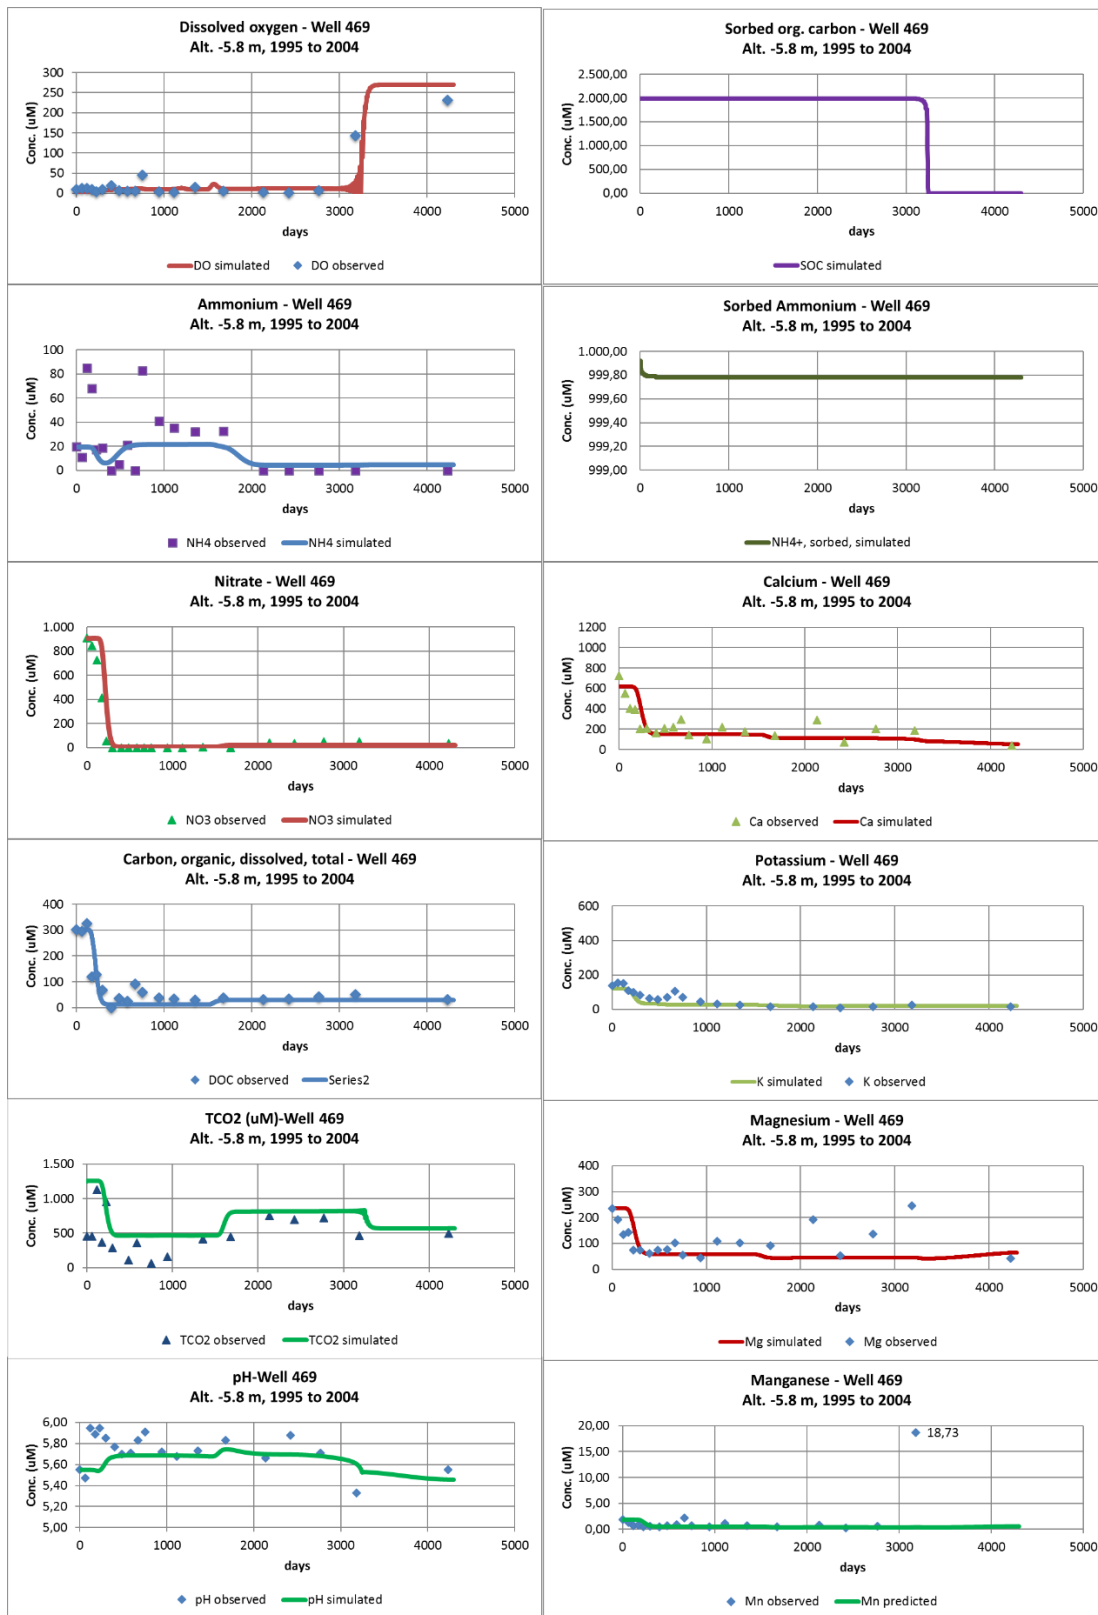 Dissolved oxygen - Well 469
Alt. -5.8 m, 1995 to 2004
Conc. (uM)
300
250
200
150
100
50
0
0 1000 2000 3000 4000 5000
days
DO simulated DO observed
Sorbed org. carbon - Well 469
Alt. -5.8 m, 1995 to 2004
Conc. (uM)
2.500,00
2.000,00
1.500,00
1.000,00
500,00
0,00
0 1000 2000 3000 4000 5000
days
SOC simulated
Ammonium - Well 469
Alt. -5.8 m, 1995 to 2004
Conc. (uM)
100
80
60
40
20
0
0 1000 2000 3000 4000 5000
days
NH4 observed NH4 simulated
Sorbed Ammonium - Well 469
Alt. -5.8 m, 1995 to 2004
Conc. (uM)
1.000,00
999,80
999,60
999,40
999,20
999,00
0 1000 2000 3000 4000 5000
days
NH4+, sorbed, simulated
Nitrate - Well 469
Alt. -5.8 m, 1995 to 2004
Conc. (uM)
1.000
800
600
400
200
0
0 1000 2000 3000 4000 5000
days
NO3 observed NO3 simulated
Calcium - Well 469
Alt. -5.8 m, 1995 to 2004
Conc. (uM)
1200
1000
800
600
400
200
0
0 1000 2000 3000 4000 5000
days
Ca observed Ca simulated
Carbon, organic, dissolved, total - Well 469
Alt. -5.8 m, 1995 to 2004
Conc. (uM)
400
300
200
100
0
0 1000 2000 3000 4000 5000
days
DOC observed Series2
Potassium - Well 469
Alt. -5.8 m, 1995 to 2004
Conc. (uM)
600
400
200
0
0 1000 2000 3000 4000 5000
days
K simulated K observed
TCO2 (uM)-Well 469
Alt. -5.8 m, 1995 to 2004
Conc. (uM)
1.500
1.000
500
0
0 1000 2000 3000 4000 5000
days
TCO2 observed TCO2 simulated
Magnesium - Well 469
Alt. -5.8 m, 1995 to 2004
Conc. (uM)
400
300
200
100
0
0 1000 2000 3000 4000 5000
days
Mg simulated Mg observed
pH-Well 469
Alt. -5.8 m, 1995 to 2004
Conc. (uM)
6,00
5,80
5,60
5,40
5,20
5,00
0 1000 2000 3000 4000 5000
days
pH observed pH simulated
Manganese - Well 469
Alt. -5.8 m, 1995 to 2004
Conc. (uM)
20,00
15,00
10,00
5,00
0,00
18,73
0 1000 2000 3000 4000 5000
days
Mn observed Mn predicted